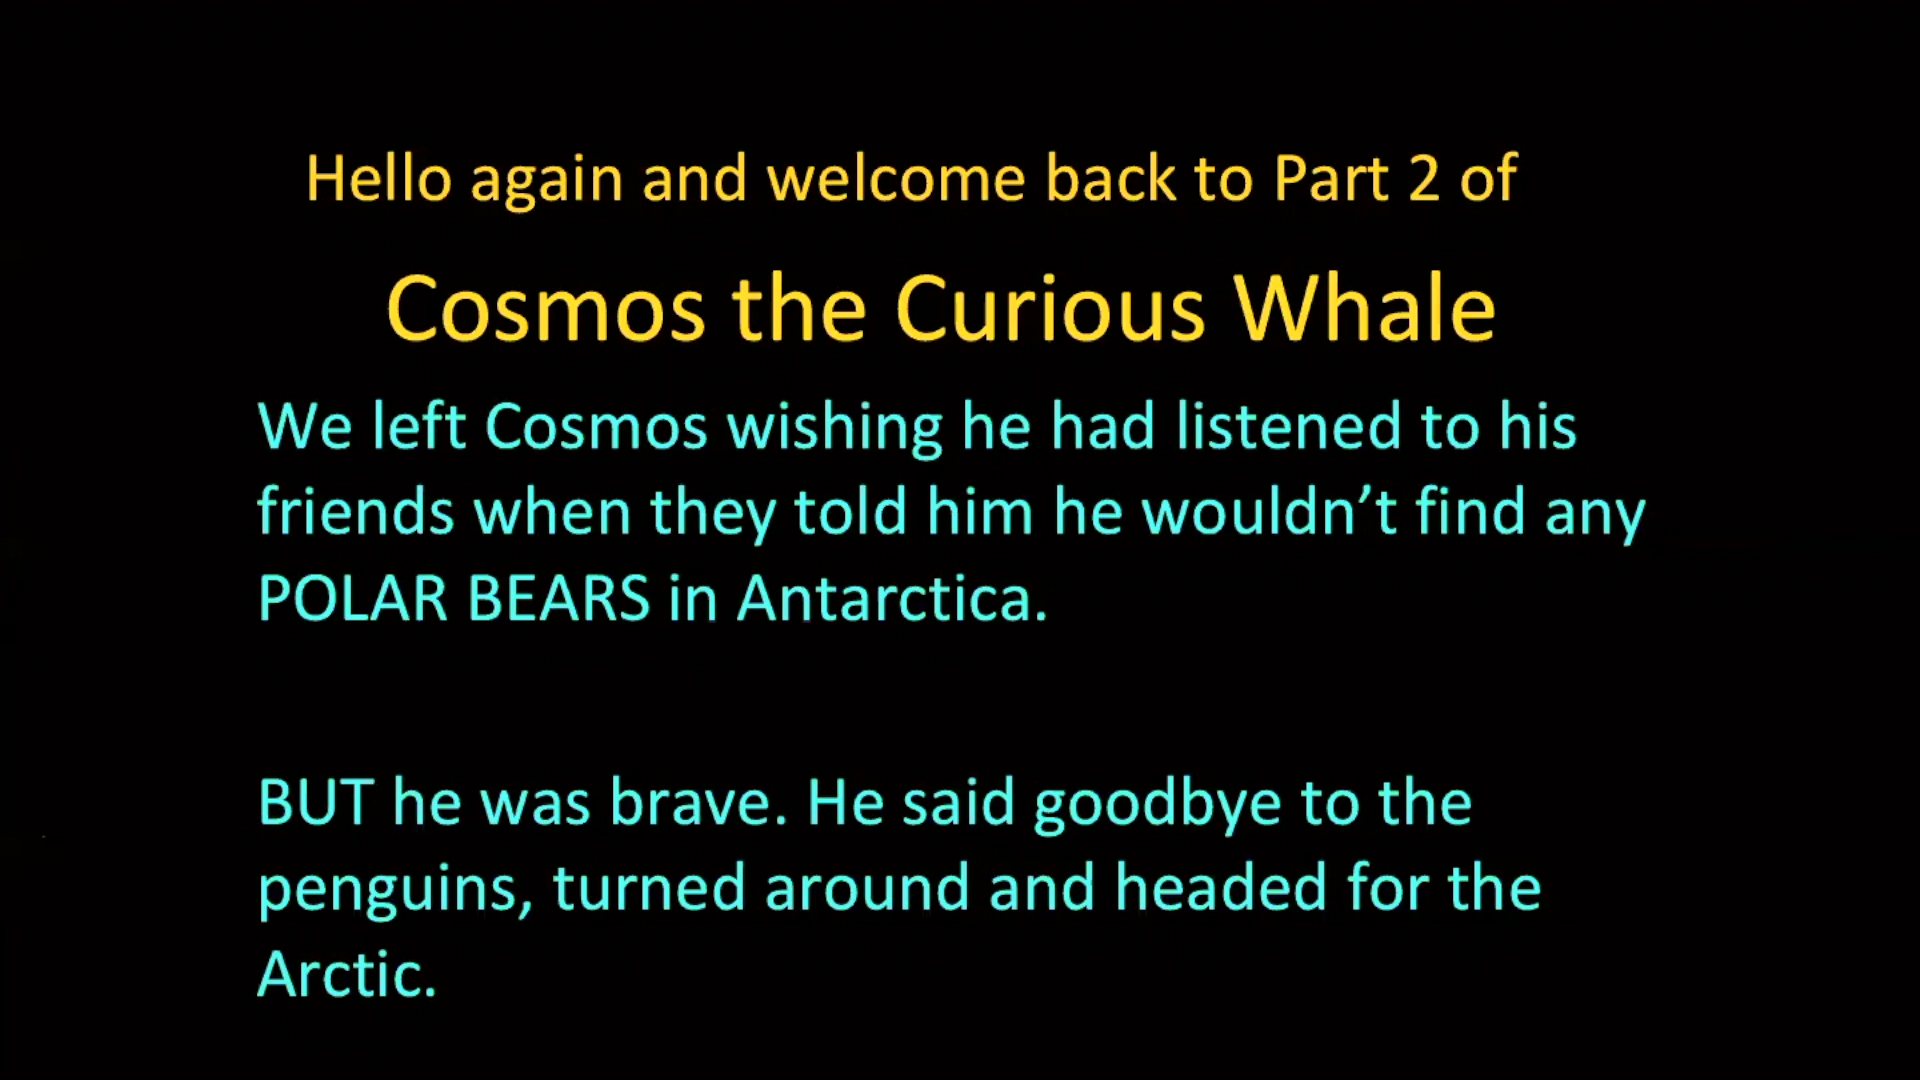 Hello again and welcome back to Part 2 of
Cosmos the Curious Whale
We left Cosmos wishing he had listened to his
friends when they told him he wouldn’t find any
POLAR BEARS in Antarctica.
BUT he was brave. He said goodbye to the
penguins, turned around and headed for the
Arctic.